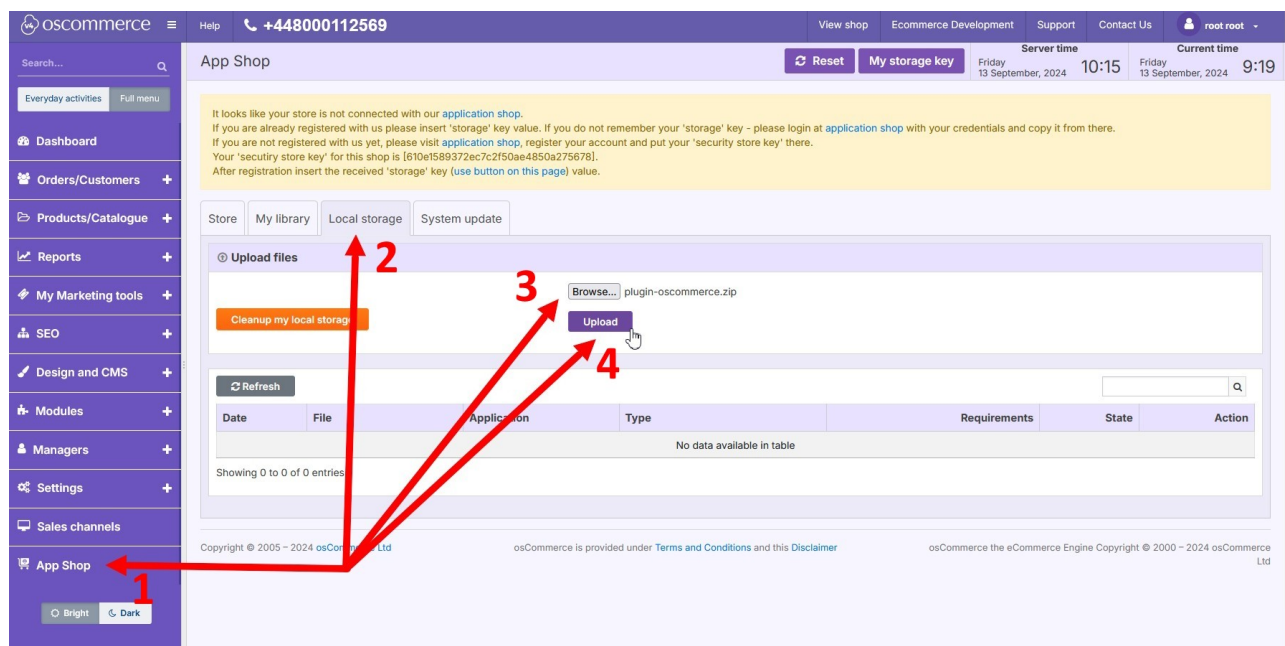 v4 oscommerce
Help +448000112569 View shop Ecommerce Development Support Contact Us root root
Search...
Everyday activities Full menu
Dashboard
Orders/Customers
Products/Catalogue
Reports
My Marketing tools
SEO
Design and CMS
Modules
Managers
Settings
Sales channels
App Shop
1
Bright Dark
App Shop
Reset My storage key
Server time
Friday
13 September, 2024 10:15
Current time
Friday
13 September, 2024 9:19
It looks like your store is not connected with our application shop.
If you are already registered with us please insert 'storage' key value. If you do not remember your 'storage' key - please login at application shop with your credentials and copy it from there.
If you are not registered with us yet, please visit application shop, register your account and put your 'security store key' there.
Your 'secutiry store key' for this shop is [610e1589372ec7c2f50ae4850a275678].
After registration insert the received 'storage' key (use button on this page) value.
Store My library Local storage System update
2
Upload files
3
Browse... plugin-oscommerce.zip
Cleanup my local storage
Upload
4
Refresh
Date File Application Type Requirements State Action
No data available in table
Showing 0 to 0 of 0 entries
Copyright © 2005 – 2024 osCommerce Ltd
osCommerce is provided under Terms and Conditions and this Disclaimer
osCommerce the eCommerce Engine Copyright © 2000 – 2024 osCommerce
Ltd